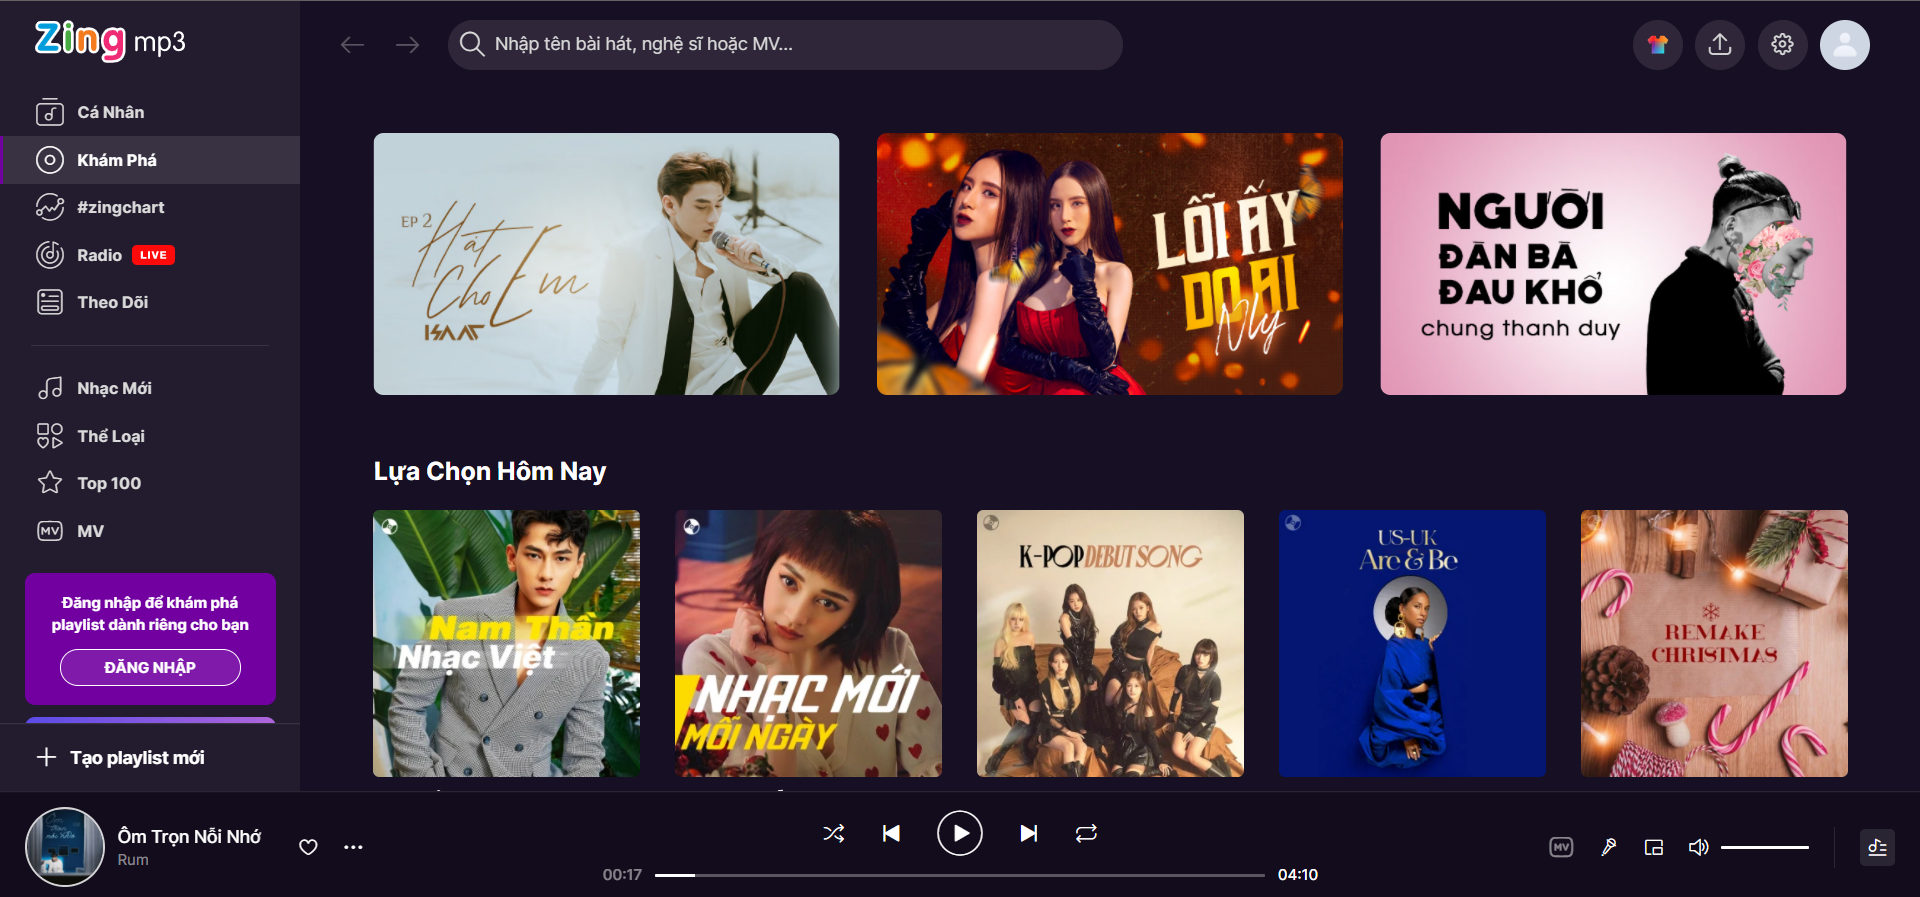 Zing mp3
Nhập tên bài hát, nghệ sĩ hoặc MV...
Cá Nhân
Khám Phá
#zingchart
Radio LIVE
Theo Dõi
Nhạc Mới
Thể Loại
Top 100
MV
Đăng nhập để khám phá
playlist dành riêng cho bạn
ĐĂNG NHẬP
Tạo playlist mới
EP 2
Hát
Cho Em
ISAAC
LỖI ẤY
DO AI
Nly
NGƯỜI
ĐÀN BÀ
ĐAU KHỔ
chung thanh duy
Lựa Chọn Hôm Nay
Nam Thần
Nhạc Việt
NHẠC MỚI
MỖI NGÀY
K-POP DEBUT SONG
US-UK
Are & Be
REMAKE
CHRISTMAS
Ôm Trọn Nỗi Nhớ
Rum
00:17
04:10
MV